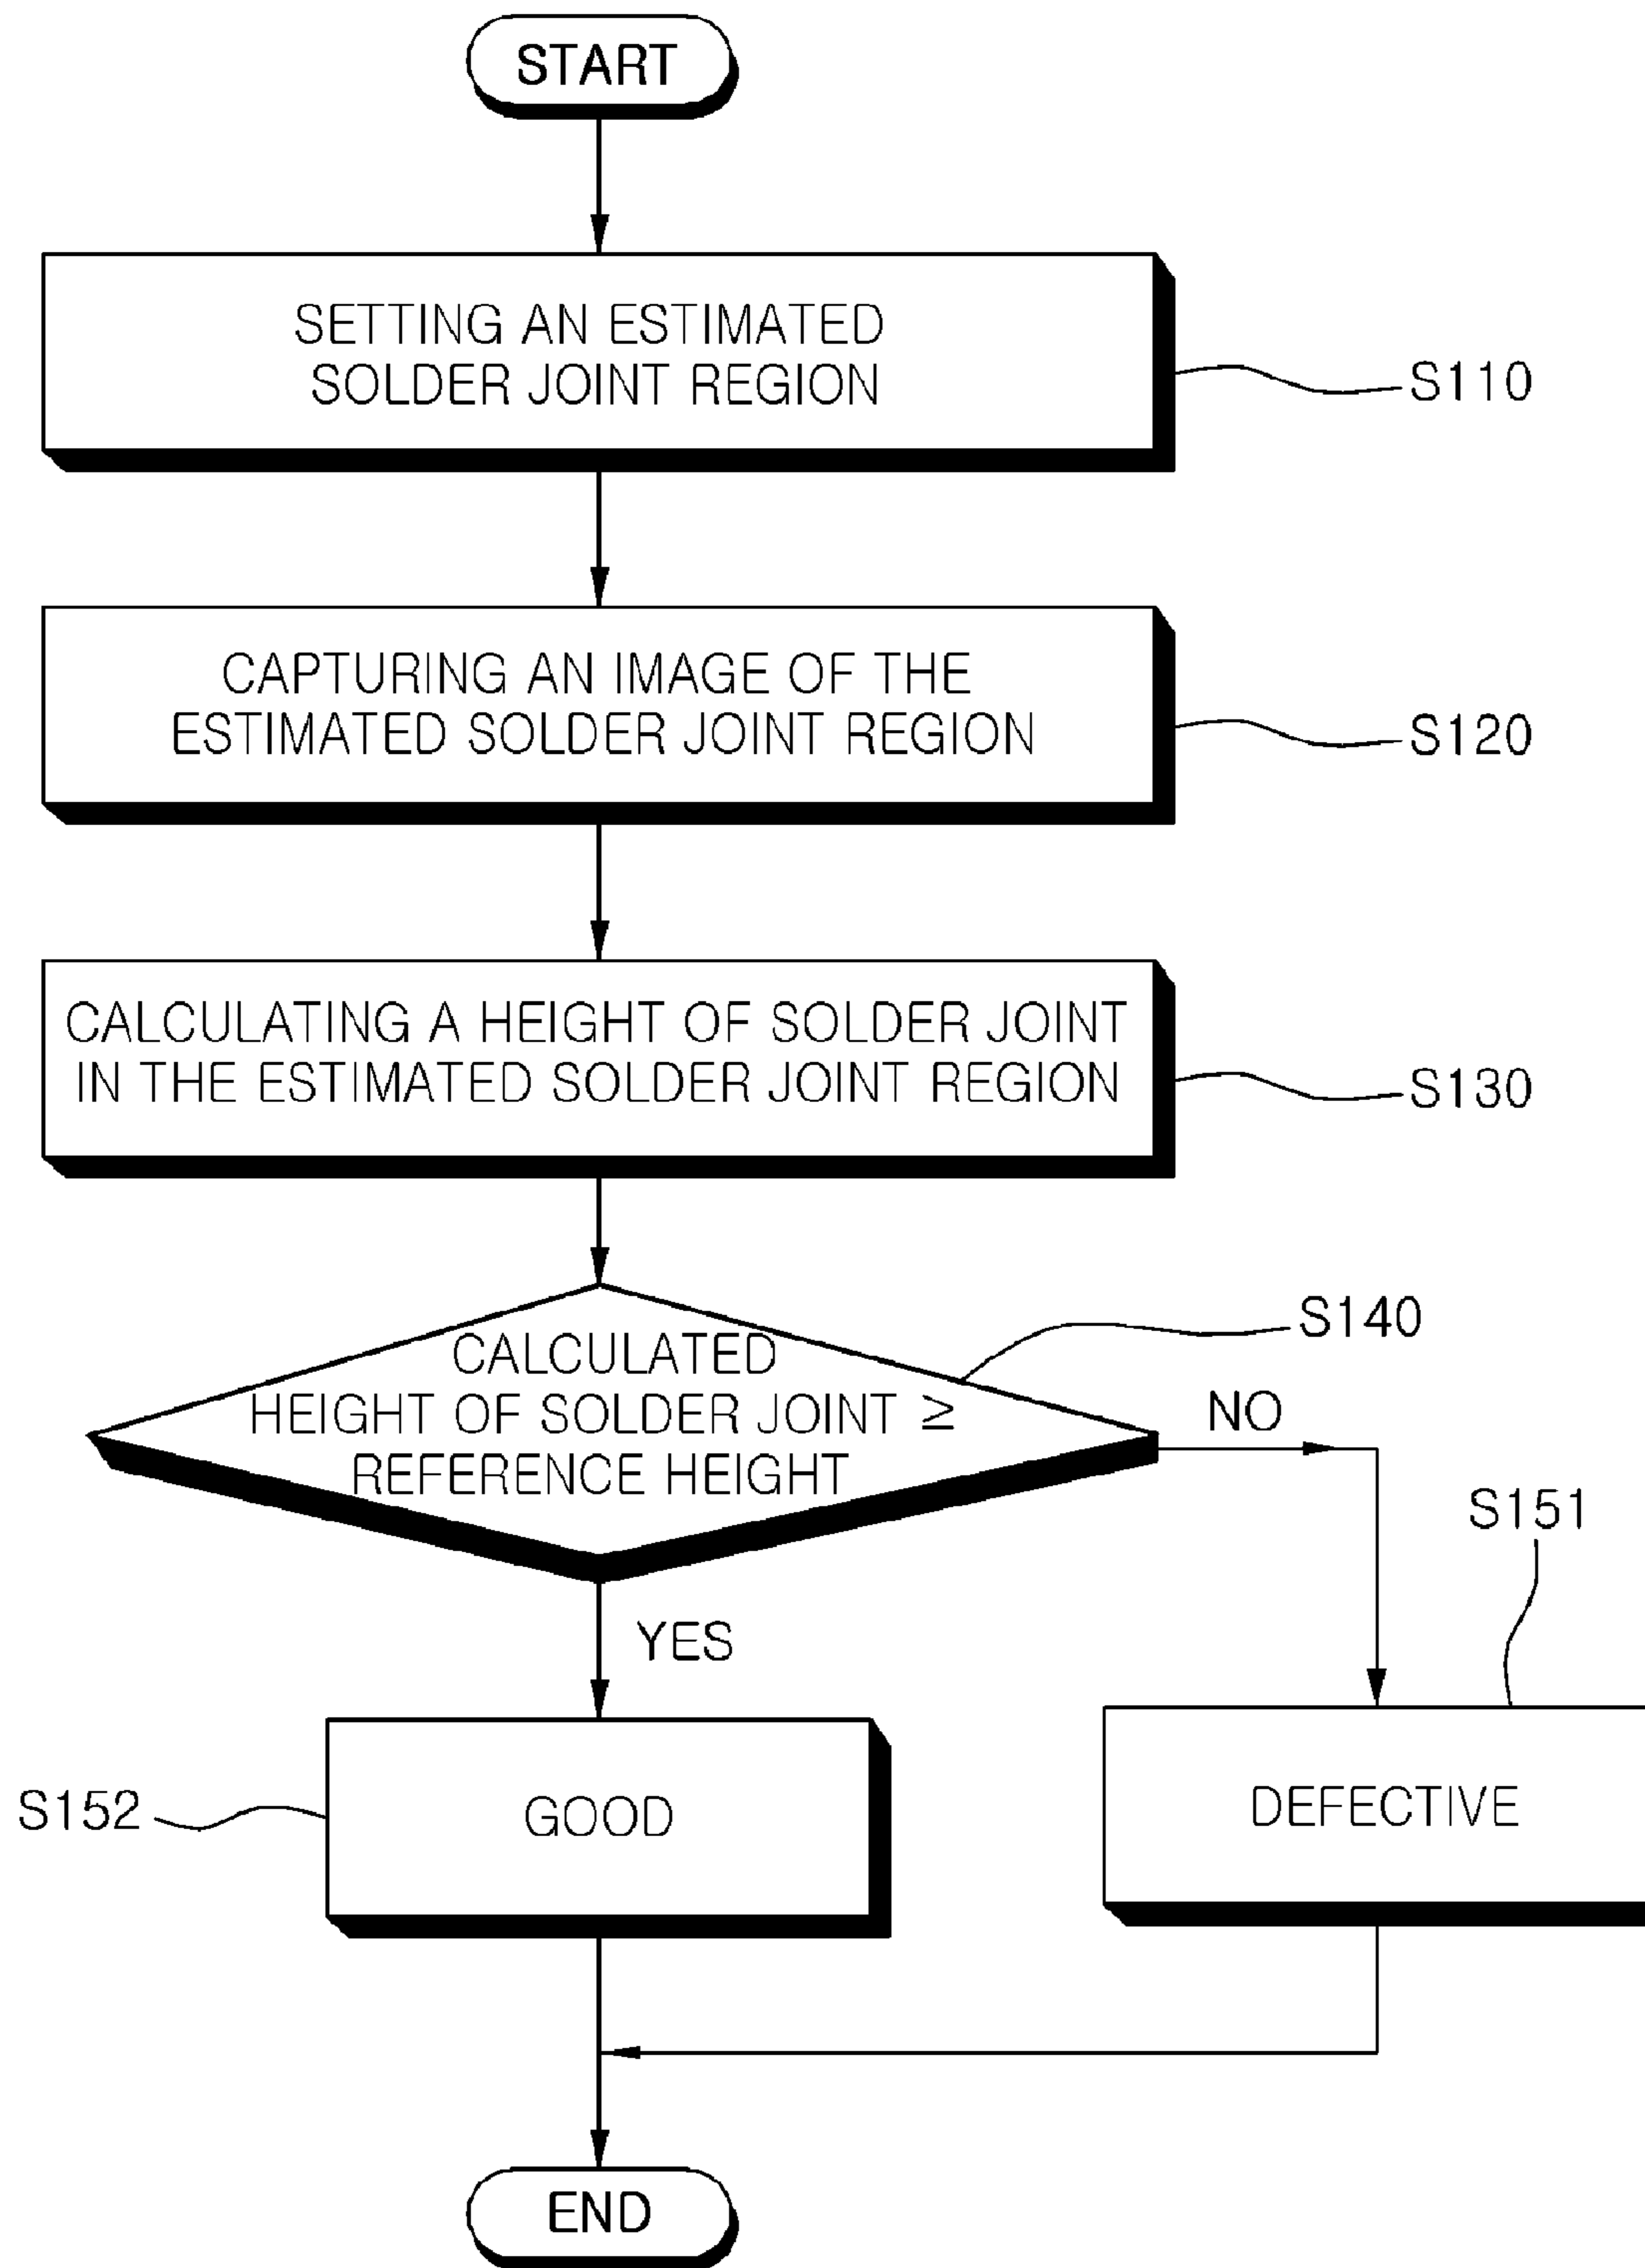 START
SETTING AN ESTIMATED
SOLDER JOINT REGION
S110
CAPTURING AN IMAGE OF THE
ESTIMATED SOLDER JOINT REGION
S120
CALCULATING A HEIGHT OF SOLDER JOINT
IN THE ESTIMATED SOLDER JOINT REGION
S130
S140
CALCULATED
HEIGHT OF SOLDER JOINT ≥
REFERENCE HEIGHT
NO
S151
YES
S152
GOOD
DEFECTIVE
END